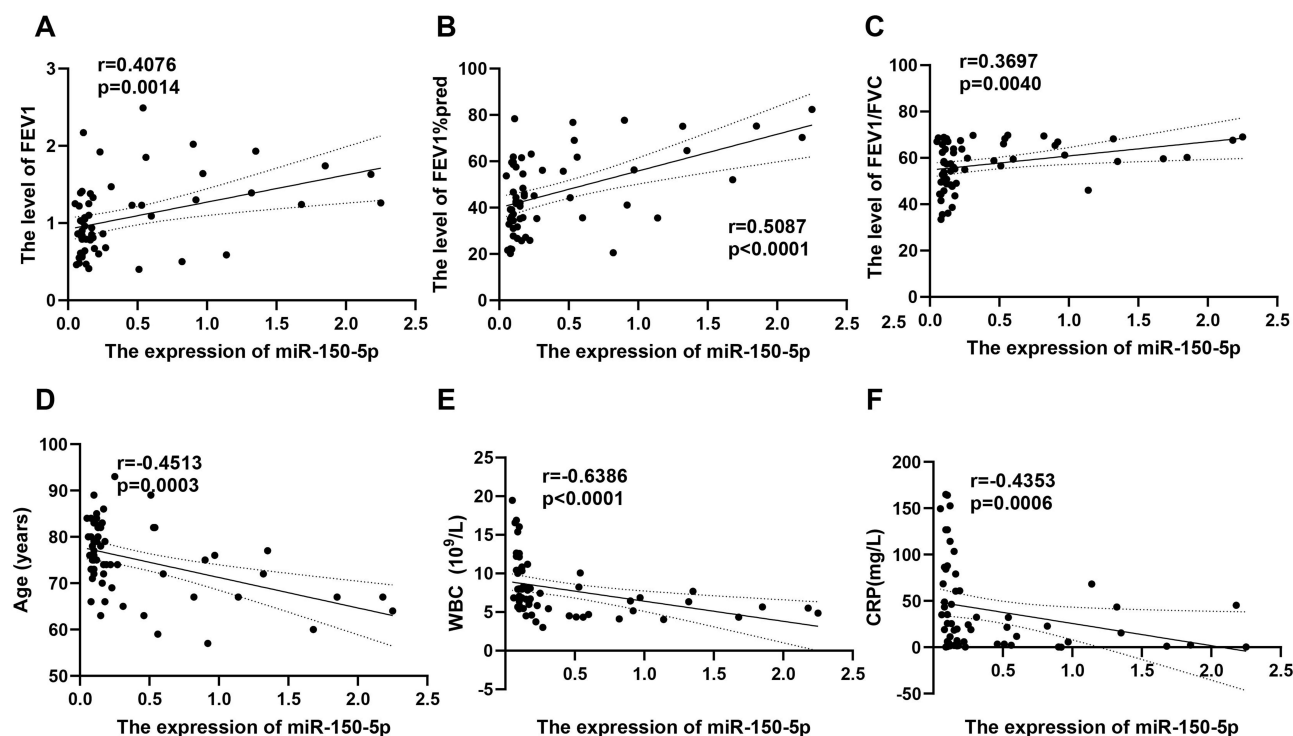 A
r=0.4076
p=0.0014
The level of FEV1
3
2
1
0
0.0 0.5 1.0 1.5 2.0 2.5
The expression of miR-150-5p
B
The level of FEV1%pred
100
80
60
40
20
0
r=0.5087
p<0.0001
0.0 0.5 1.0 1.5 2.0 2.5
The expression of miR-150-5p
C
r=0.3697
p=0.0040
The level of FEV1/FVC
100
80
60
40
20
0
2.5 0.0 0.5 1.0 1.5 2.0 2.5
The expression of miR-150-5p
D
r=-0.4513
p=0.0003
Age (years)
100
90
80
70
60
50
0.0 0.5 1.0 1.5 2.0 2.5
The expression of miR-150-5p
E
r=-0.6386
p<0.0001
WBC (10⁹/L)
25
20
15
10
5
0
-5
0.5 1.0 1.5 2.0 2.5
The expression of miR-150-5p
F
r=-0.4353
p=0.0006
CRP(mg/L)
200
150
100
50
0
-50
0.5 1.0 1.5 2.0 2.5
The expression of miR-150-5p